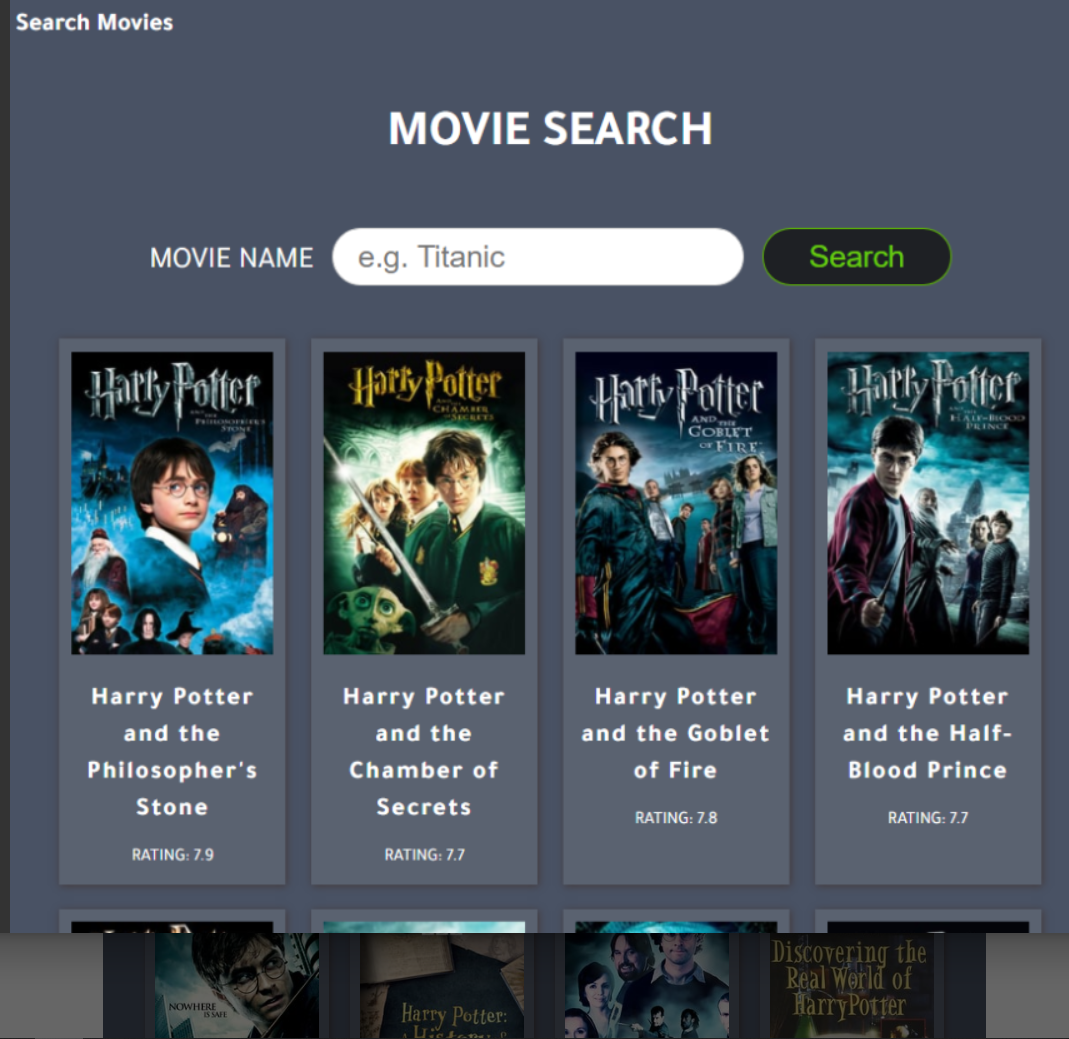 Search Movies
MOVIE SEARCH
MOVIE NAME
e.g. Titanic
Search
Harry Potter
AND THE
PHILOSOPHER'S
STONE
Harry Potter
AND THE
CHAMBER
OF SECRETS
Harry Potter
AND THE
GOBLET
OF FIRE
Harry Potter
AND THE
HALF-BLOOD
PRINCE
Harry Potter
and the
Philosopher's
Stone
RATING: 7.9
Harry Potter
and the
Chamber of
Secrets
RATING: 7.7
Harry Potter
and the Goblet
of Fire
RATING: 7.8
Harry Potter
and the Half-
Blood Prince
RATING: 7.7
NOWHERE
IS SAFE
Harry Potter:
Discovering the
Real World of
HarryPotter